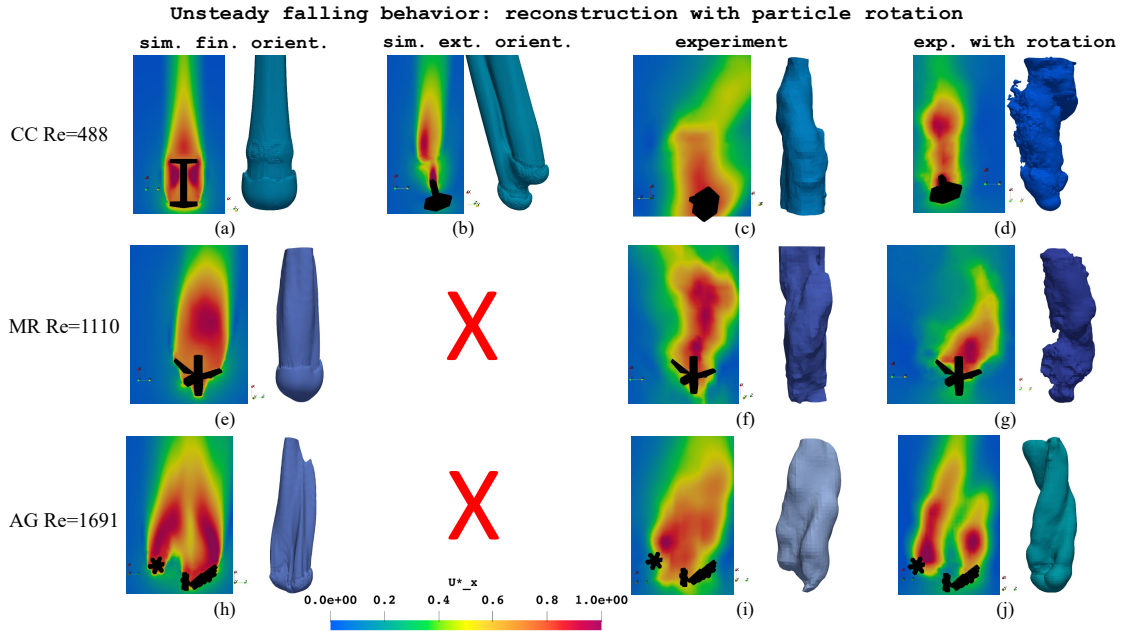 Unsteady falling behavior: reconstruction with particle rotation
sim. fin. orient.
sim. ext. orient.
experiment
exp. with rotation
CC Re=488
(a)
(b)
(c)
(d)
MR Re=1110
X
(e)
(f)
(g)
AG Re=1691
X
U*_x
0.0e+00 0.2 0.4 0.6 0.8 1.0e+00
(h)
(i)
(j)